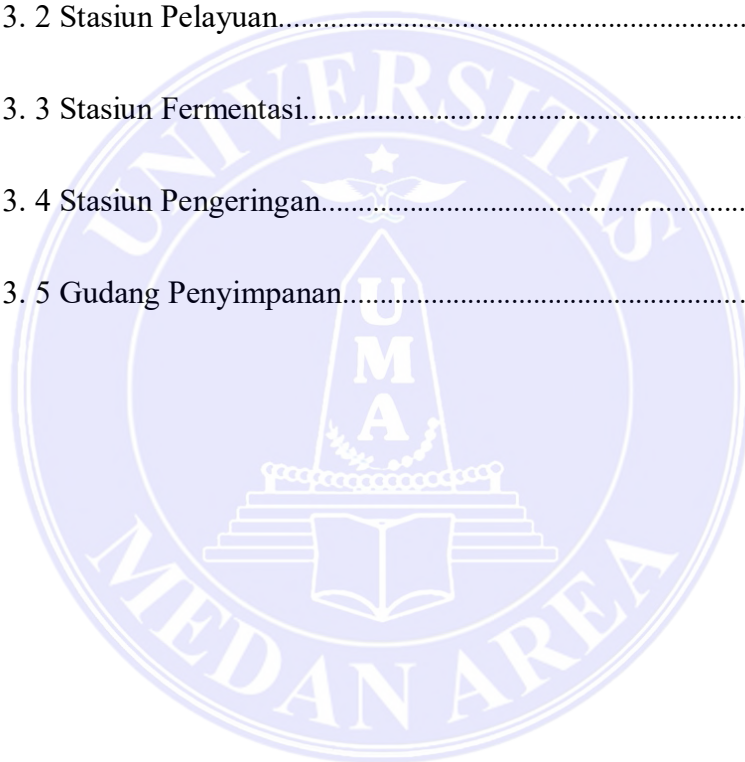 3. 2 Stasiun Pelayuan.............................................................
3. 3 Stasiun Fermentasi..........................................................
3. 4 Stasiun Pengeringan........................................................
3. 5 Gudang Penyimpanan.....................................................
UNIVERSITAS
UMA
MEDAN AREA